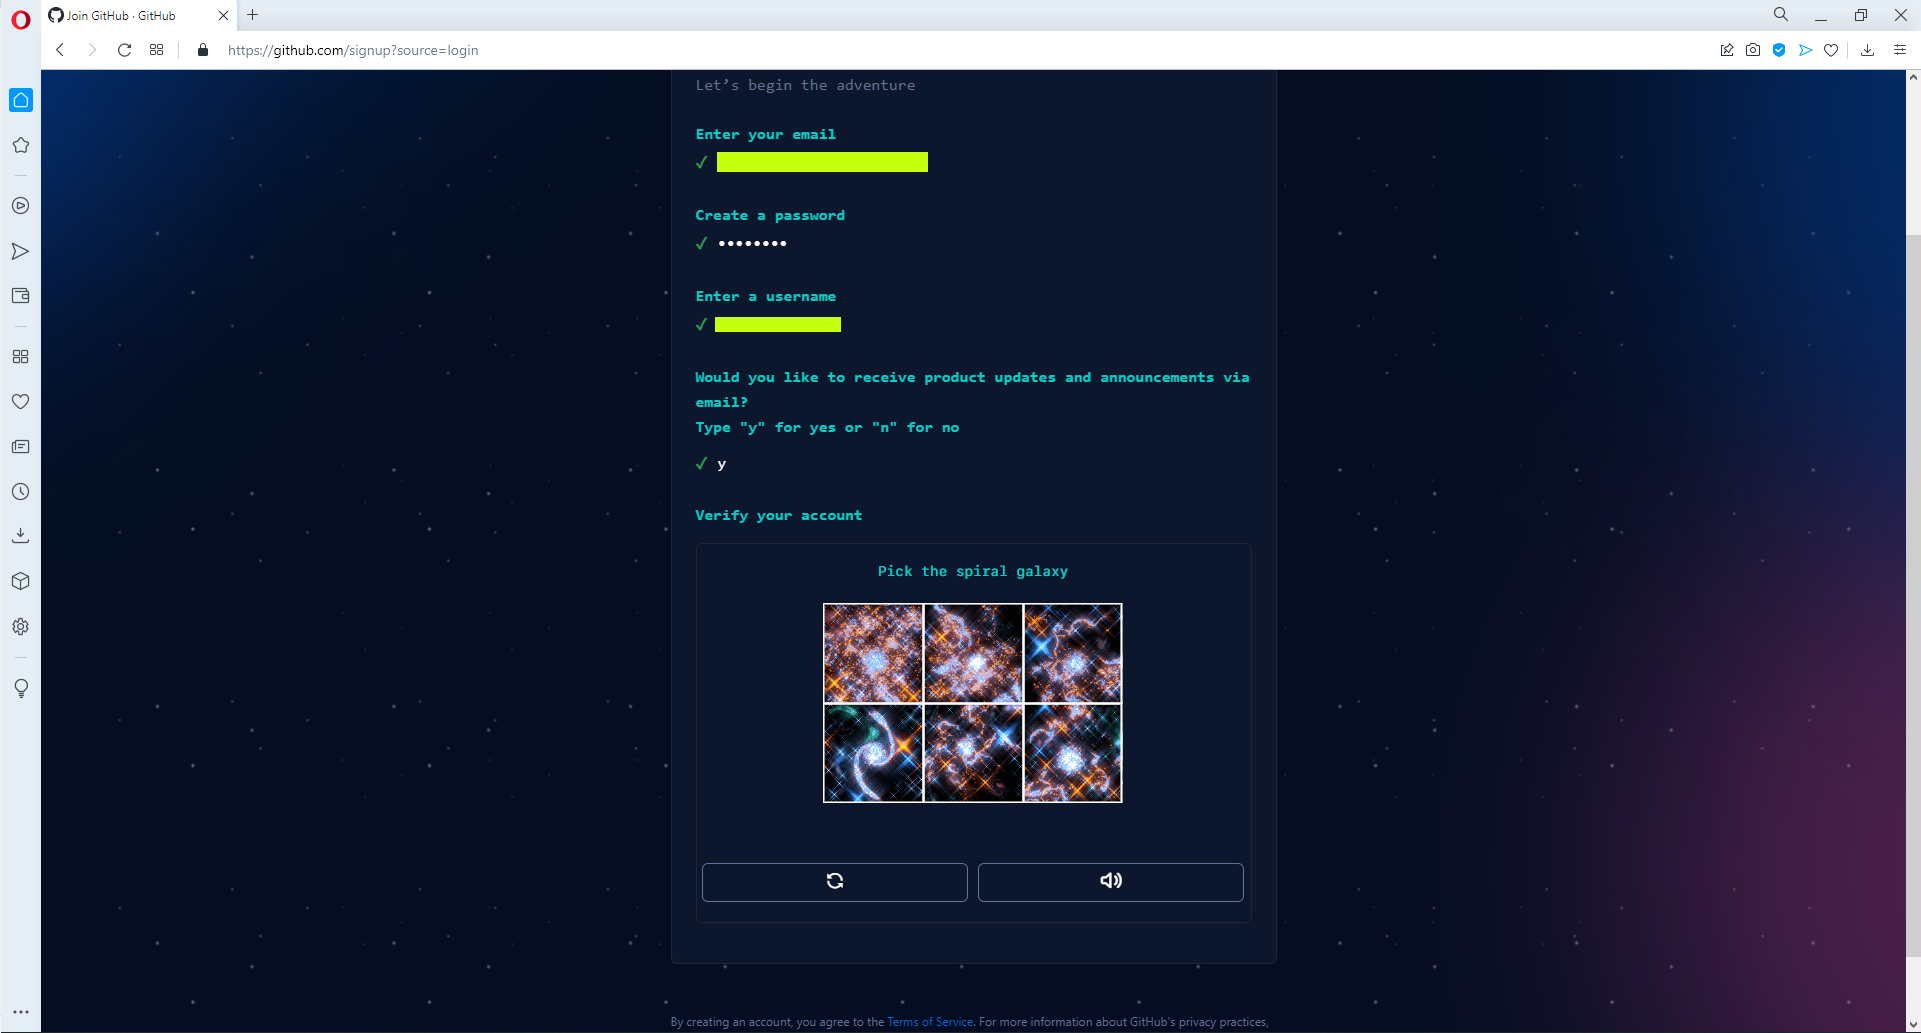 Join GitHub · GitHub
https://github.com/signup?source=login
Let’s begin the adventure
Enter your email
Create a password
Enter a username
Would you like to receive product updates and announcements via
email?
Type "y" for yes or "n" for no
y
Verify your account
Pick the spiral galaxy
By creating an account, you agree to the Terms of Service. For more information about GitHub's privacy practices,